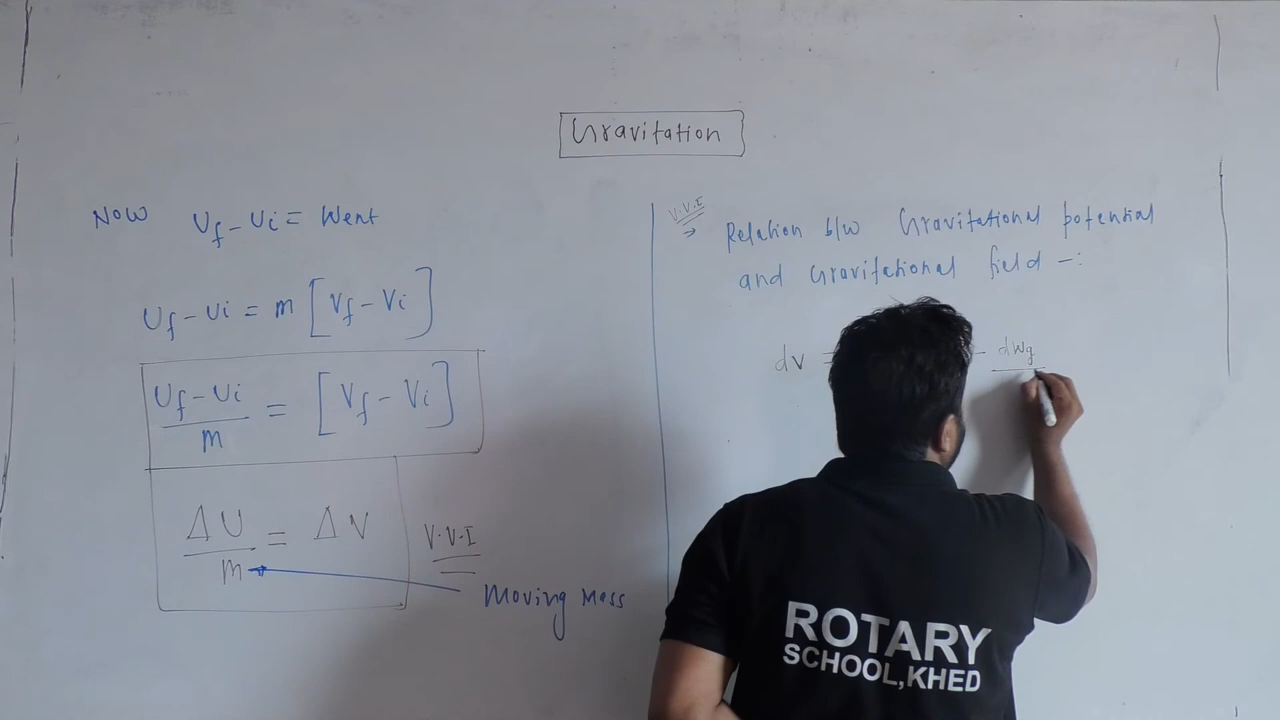 Gravitation
Now Uf - Ui = Wext
Uf - Ui = m [Vf - Vi]
Uf - Ui / m = [Vf - Vi]
ΔU / m = ΔV V.V.I
Moving Mass
V.V.I
→ Relation b/w Gravitational potential
and Gravitational field -:
dv = - dWg
ROTARY
SCHOOL,KHED